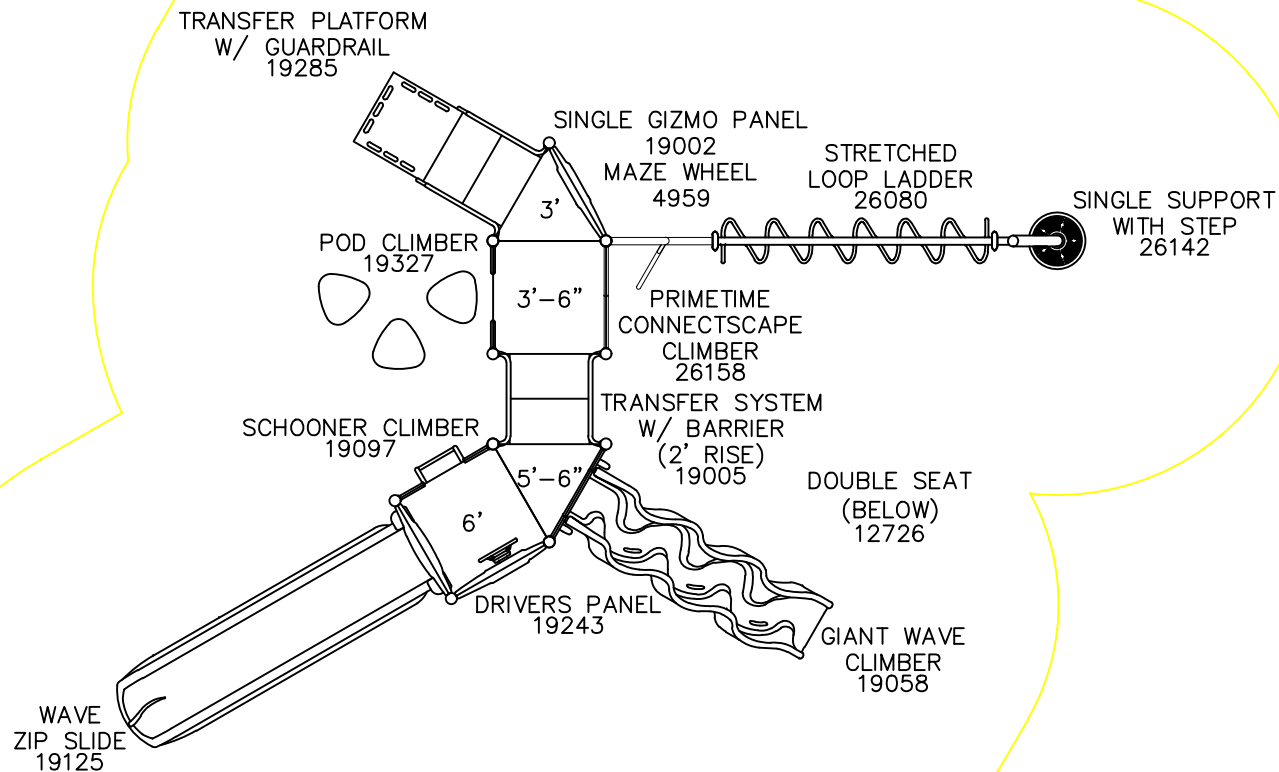 TRANSFER PLATFORM
W/ GUARDRAIL
19285
SINGLE GIZMO PANEL
19002
MAZE WHEEL
4959
STRETCHED
LOOP LADDER
26080
SINGLE SUPPORT
WITH STEP
26142
3'
POD CLIMBER
19327
3'-6"
PRIMETIME
CONNECTSCAPE
CLIMBER
26158
TRANSFER SYSTEM
W/ BARRIER
(2' RISE)
19005
SCHOONER CLIMBER
19097
5'-6"
6'
DOUBLE SEAT
(BELOW)
12726
DRIVERS PANEL
19243
GIANT WAVE
CLIMBER
19058
WAVE
ZIP SLIDE
19125